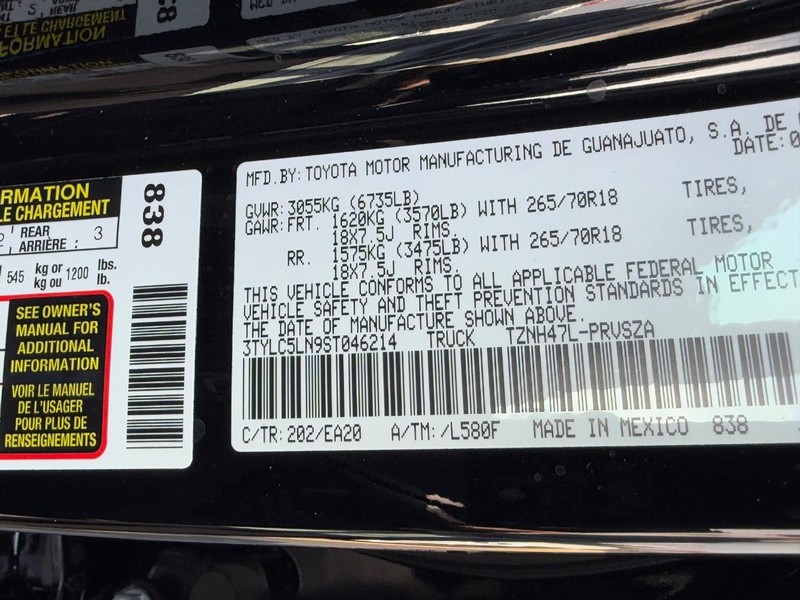 RMATION
LE CHARGEMENT
REAR
ARRIÈRE : 3
545 kg or 1200 lbs.
kg ou lb.
SEE OWNER'S
MANUAL FOR
ADDITIONAL
INFORMATION
VOIR LE MANUEL
DE L'USAGER
POUR PLUS DE
RENSEIGNEMENTS
838
MFD.BY: TOYOTA MOTOR MANUFACTURING DE GUANAJUATO, S.A. DE
DATE:0
GVWR: 3055KG (6735LB)
GAWR: FRT. 1620KG (3570LB) WITH 265/70R18 TIRES,
18X7.5J RIMS.
RR. 1575KG (3475LB) WITH 265/70R18 TIRES,
18X7.5J RIMS.
THIS VEHICLE CONFORMS TO ALL APPLICABLE FEDERAL MOTOR
VEHICLE SAFETY AND THEFT PREVENTION STANDARDS IN EFFECT
THE DATE OF MANUFACTURE SHOWN ABOVE.
3TYLC5LN9ST046214 TRUCK TZNH47L-PRVSZA
C/TR: 202/EA20 A/TM: /L580F MADE IN MEXICO 838